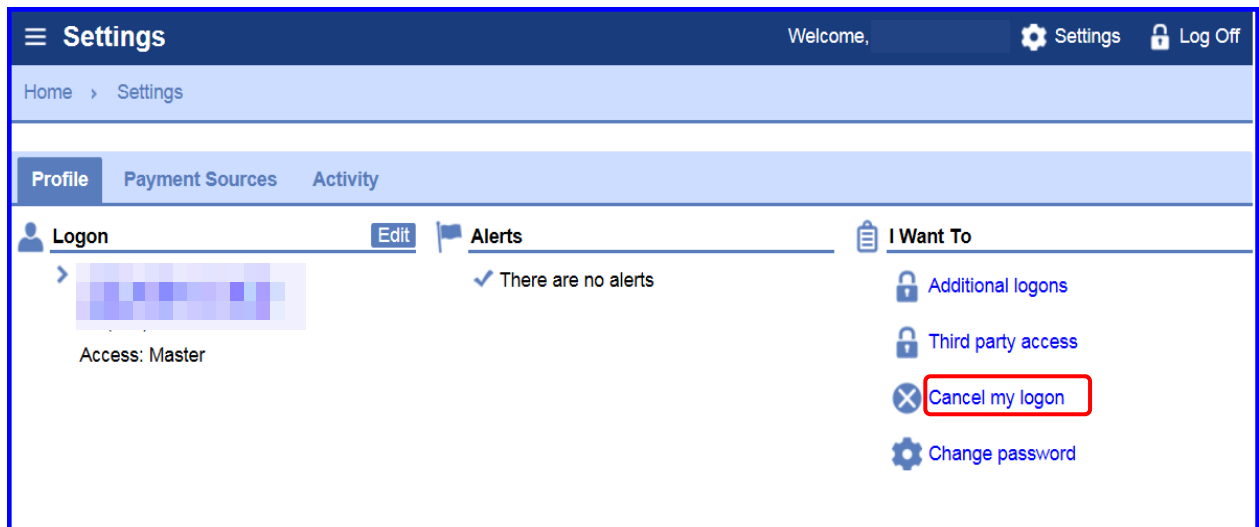 Settings
Welcome,
Settings
Log Off
Home > Settings
Profile
Payment Sources
Activity
Logon
Edit
Access: Master
Alerts
There are no alerts
I Want To
Additional logons
Third party access
Cancel my logon
Change password